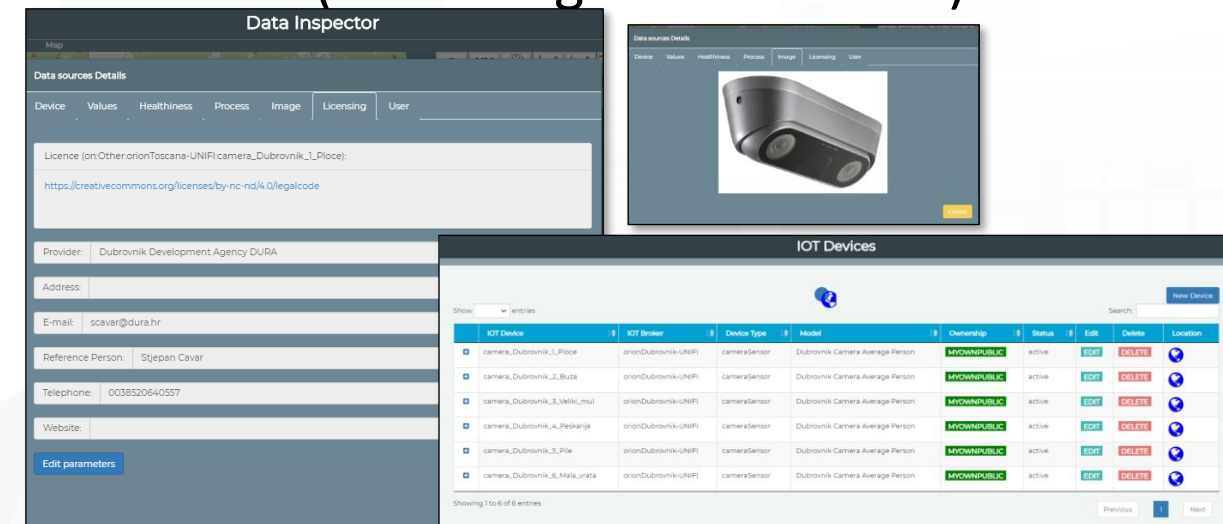 Data Inspector
Map
Data sources Details
Device Values Healthiness Process Image Licensing User
Licence (on:Other:orionToscana-UNIFI:camera_Dubrovnik_1_Ploce):
https://creativecommons.org/licenses/by-nc-nd/4.0/legalcode
Provider: Dubrovnik Development Agency DURA
Address:
E-mail: scavar@dura.hr
Reference Person: Stjepan Cavar
Telephone: 0038520640557
Website:
Edit parameters
Data sources Details
Device Values Healthiness Process Image Licensing User
Cancel
IOT Devices
New Device
Show entries Search:
IOT Device IOT Broker Device Type Model Ownership Status Edit Delete Location
camera_Dubrovnik_1_Ploce orionDubrovnik-UNIFI cameraSensor Dubrovnik Camera Average Person MYOWNPUBLIC active EDIT DELETE
camera_Dubrovnik_2_Buza orionDubrovnik-UNIFI cameraSensor Dubrovnik Camera Average Person MYOWNPUBLIC active EDIT DELETE
camera_Dubrovnik_3_Veliki_mul orionDubrovnik-UNIFI cameraSensor Dubrovnik Camera Average Person MYOWNPUBLIC active EDIT DELETE
camera_Dubrovnik_4_Peskarija orionDubrovnik-UNIFI cameraSensor Dubrovnik Camera Average Person MYOWNPUBLIC active EDIT DELETE
camera_Dubrovnik_5_Pile orionDubrovnik-UNIFI cameraSensor Dubrovnik Camera Average Person MYOWNPUBLIC active EDIT DELETE
camera_Dubrovnik_6_Mala_vrata orionDubrovnik-UNIFI cameraSensor Dubrovnik Camera Average Person MYOWNPUBLIC active EDIT DELETE
Showing 1 to 6 of 6 entries
Previous 1 Next